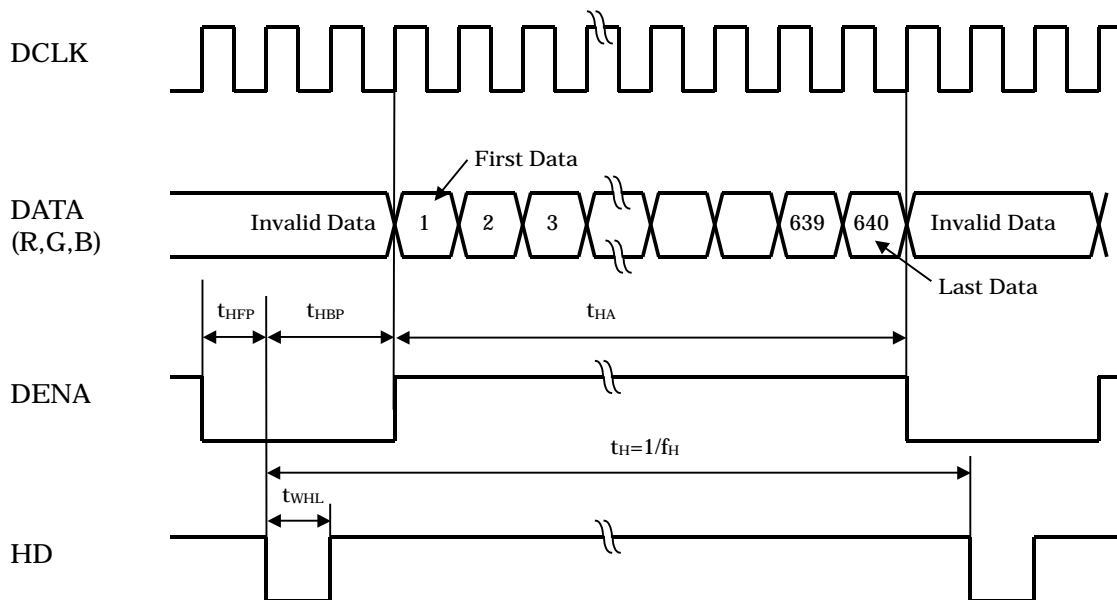 DCLK
First Data
DATA
(R,G,B)
Invalid Data
1
2
3
639
640
Invalid Data
Last Data
tHFP
tHBP
tHA
DENA
tH=1/fH
tWHL
HD